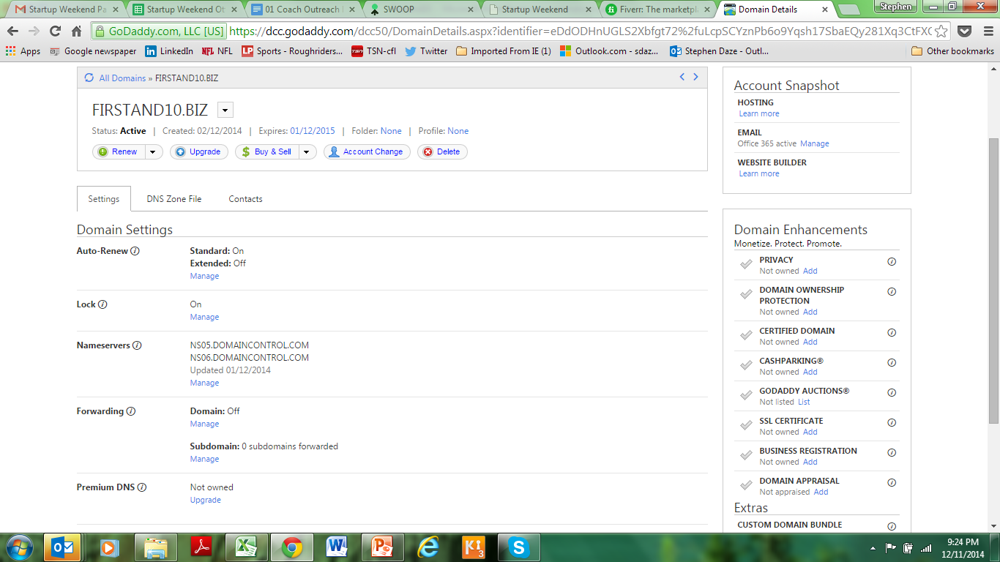 Startup Weekend Pa
Startup Weekend Ot
01 Coach Outreach
SWOOP
Startup Weekend
Fiverr: The marketpl
Domain Details
Stephen
GoDaddy.com, LLC [US]
https://dcc.godaddy.com/dcc50/DomainDetails.aspx?identifier=eDdODHnUGLS2Xbfgt72%2fuLcpSCYznPb6o9Yqsh17SbaEQy281Xq3CtFXC
Apps
Google newspaper
LinkedIn
NFL NFL
LP Sports - Roughriders...
TSN TSN-cfl
Twitter
Imported From IE (1)
Outlook.com - sdaz...
Stephen Daze - Outl...
Other bookmarks
All Domains » FIRSTAND10.BIZ
FIRSTAND10.BIZ
Status: Active | Created: 02/12/2014 | Expires: 01/12/2015 | Folder: None | Profile: None
Renew
Upgrade
Buy & Sell
Account Change
Delete
Settings
DNS Zone File
Contacts
Domain Settings
Auto-Renew
Standard: On
Extended: Off
Manage
Lock
On
Manage
Nameservers
NS05.DOMAINCONTROL.COM
NS06.DOMAINCONTROL.COM
Updated 01/12/2014
Manage
Forwarding
Domain: Off
Manage
Subdomain: 0 subdomains forwarded
Manage
Premium DNS
Not owned
Upgrade
Account Snapshot
HOSTING
Learn more
EMAIL
Office 365 active Manage
WEBSITE BUILDER
Learn more
Domain Enhancements
Monetize. Protect. Promote.
PRIVACY
Not owned Add
DOMAIN OWNERSHIP
PROTECTION
Not owned Add
CERTIFIED DOMAIN
Not owned Add
CASHPARKING®
Not owned Add
GODADDY AUCTIONS®
Not listed List
SSL CERTIFICATE
Not owned Add
BUSINESS REGISTRATION
Not owned Add
DOMAIN APPRAISAL
Not appraised Add
Extras
CUSTOM DOMAIN BUNDLE
9:24 PM
12/11/2014